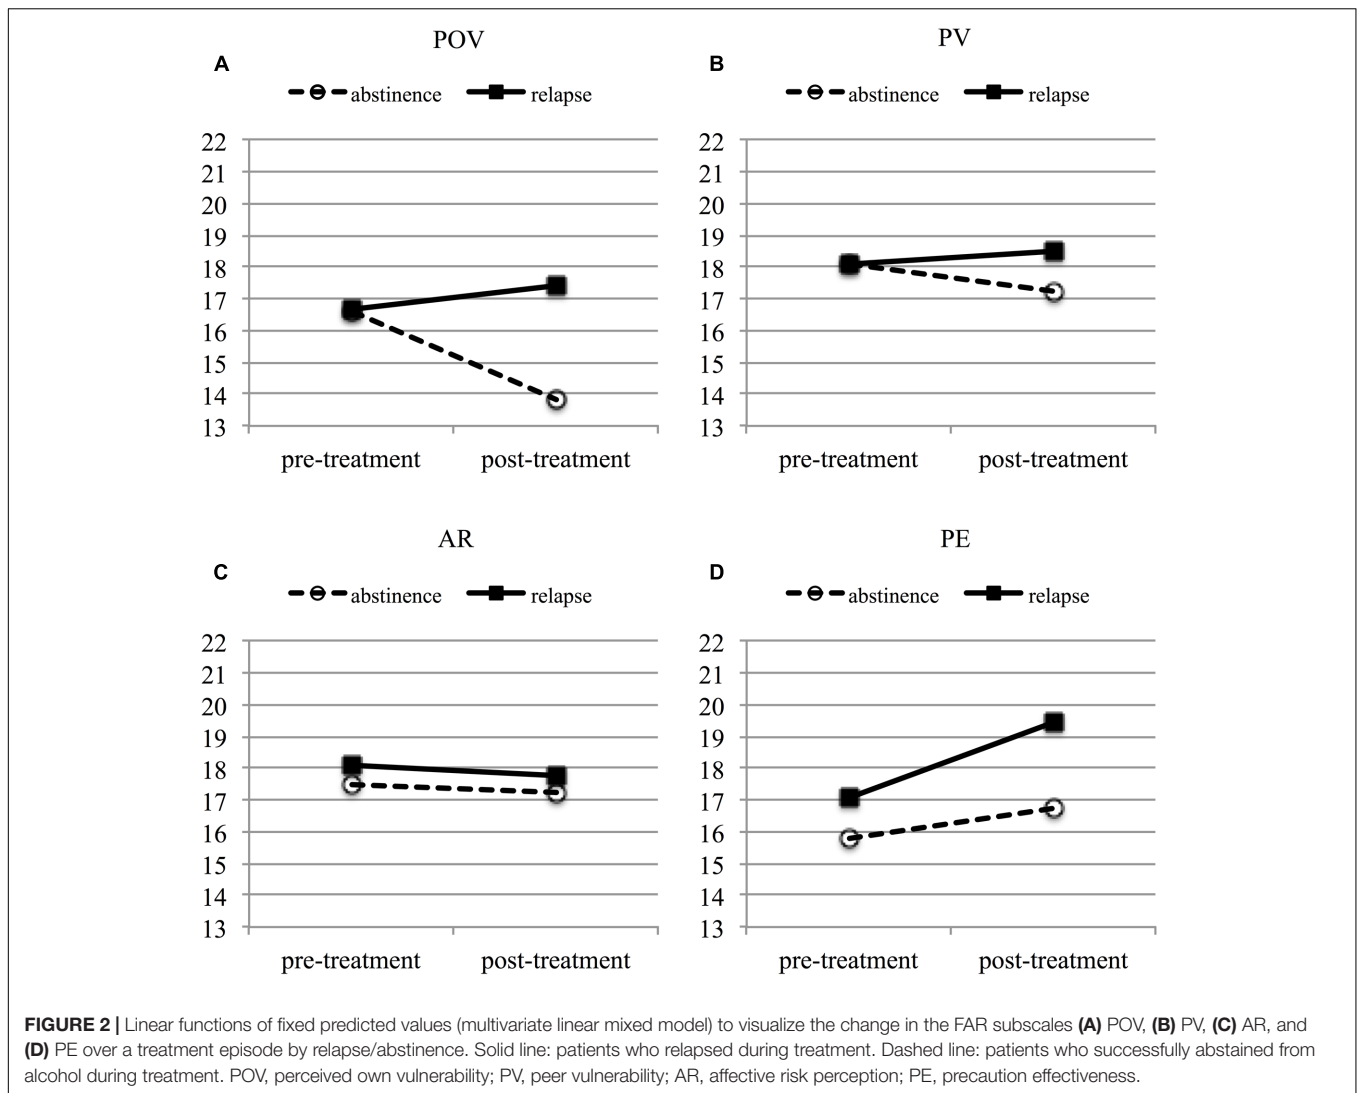 POV
A
abstinence relapse
22
21
20
19
18
17
16
15
14
13
pre-treatment post-treatment
PV
B
abstinence relapse
22
21
20
19
18
17
16
15
14
13
pre-treatment post-treatment
AR
C
abstinence relapse
22
21
20
19
18
17
16
15
14
13
pre-treatment post-treatment
PE
D
abstinence relapse
22
21
20
19
18
17
16
15
14
13
pre-treatment post-treatment
FIGURE 2 | Linear functions of fixed predicted values (multivariate linear mixed model) to visualize the change in the FAR subscales (A) POV, (B) PV, (C) AR, and
(D) PE over a treatment episode by relapse/abstinence. Solid line: patients who relapsed during treatment. Dashed line: patients who successfully abstained from
alcohol during treatment. POV, perceived own vulnerability; PV, peer vulnerability; AR, affective risk perception; PE, precaution effectiveness.